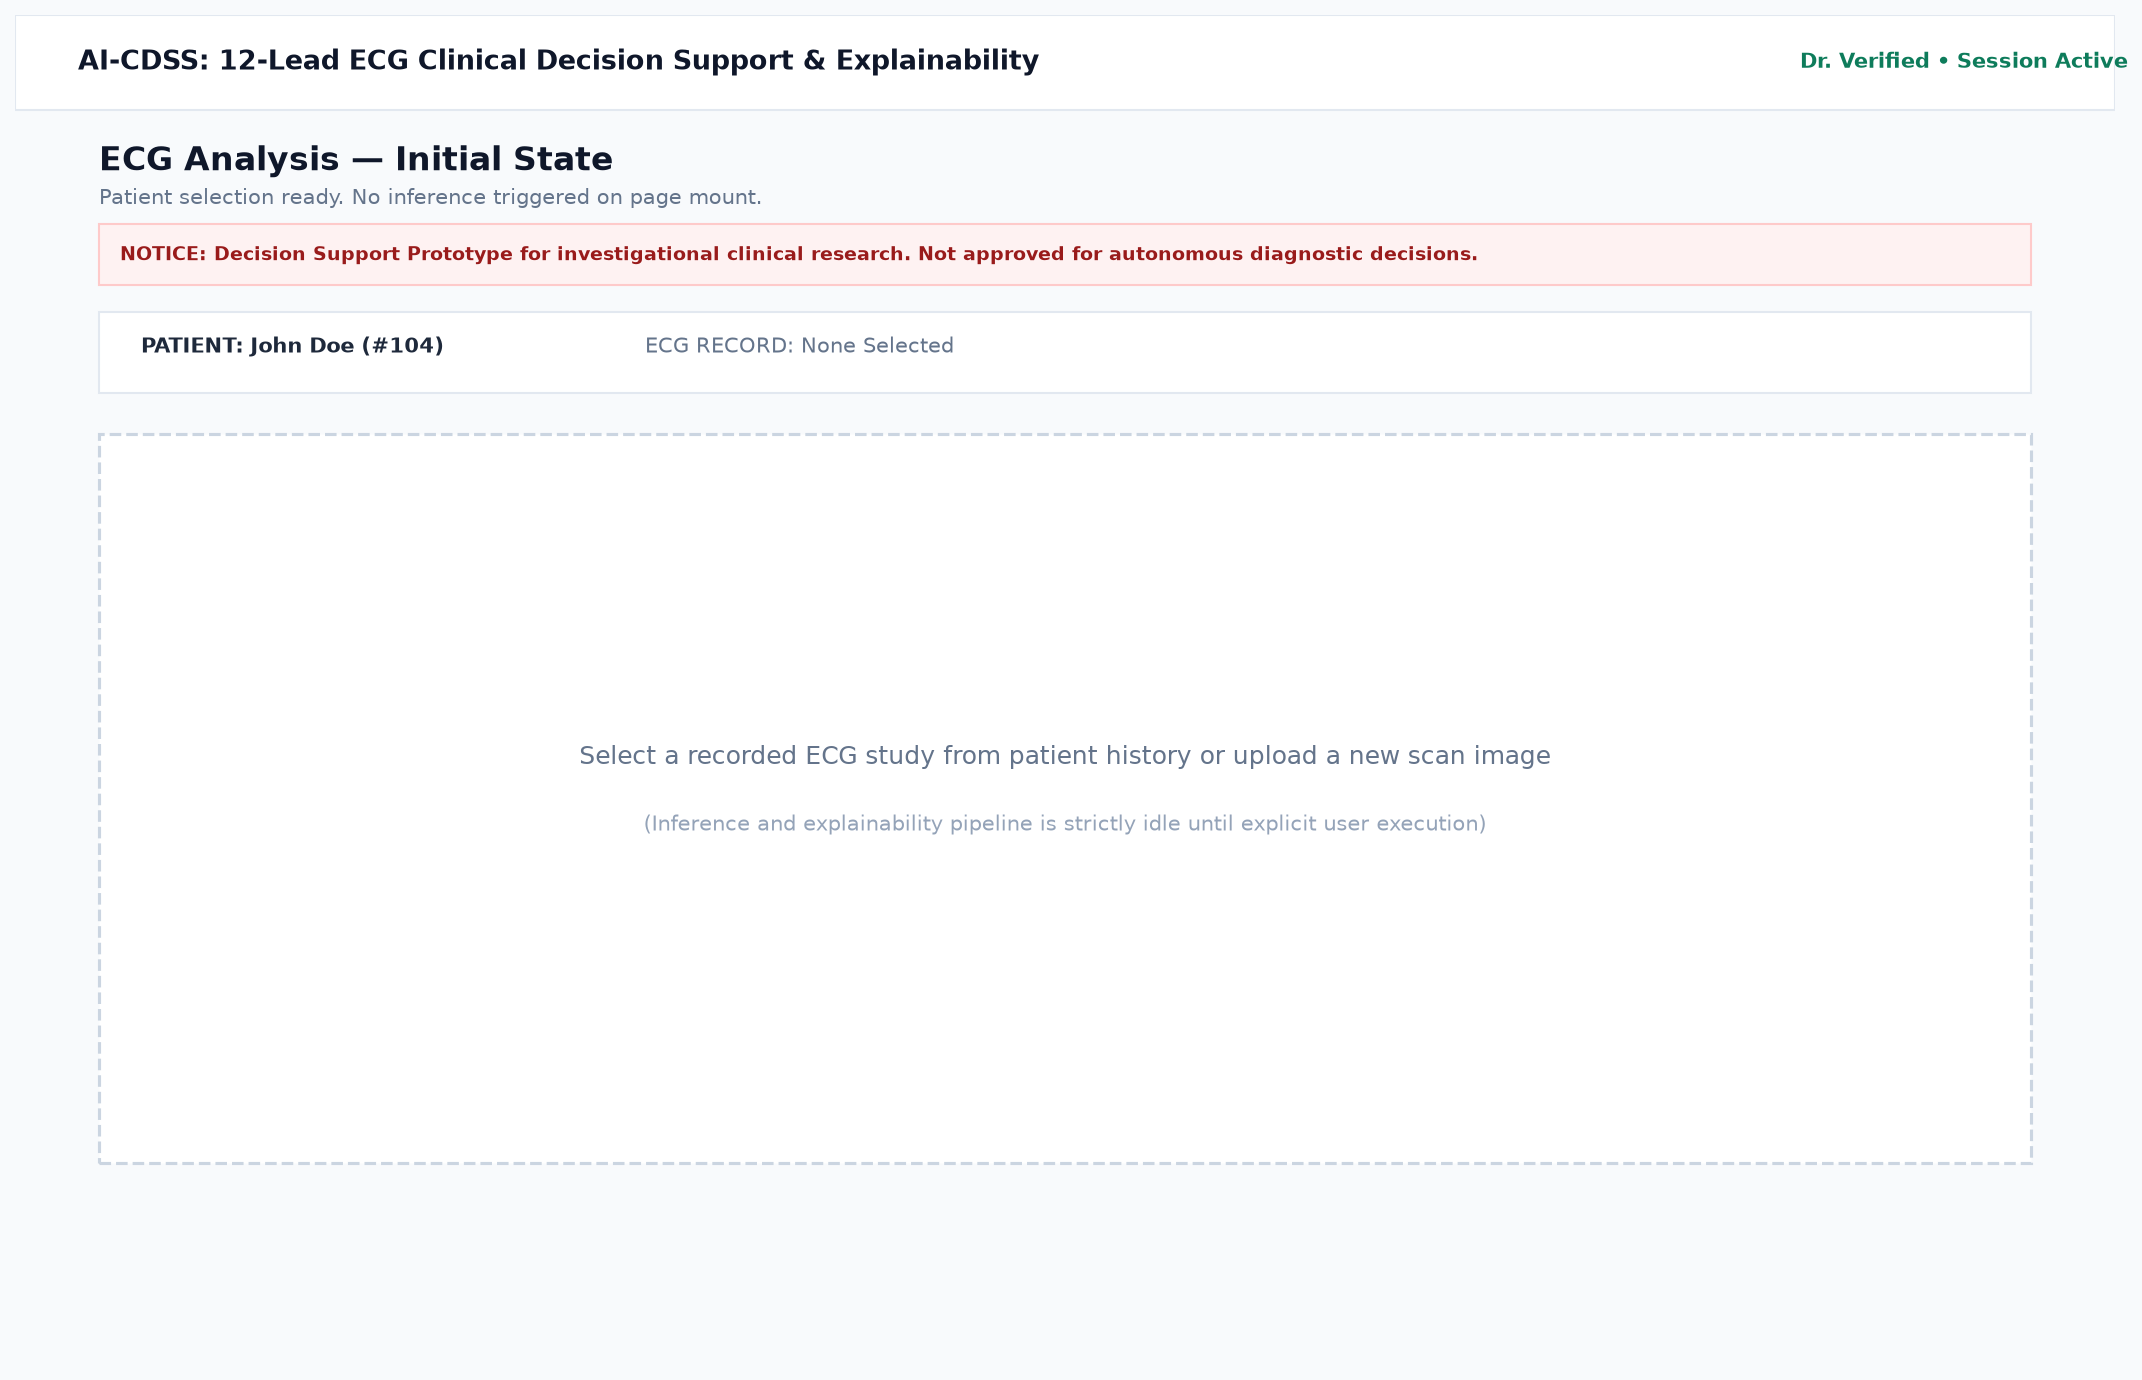 AI-CDSS: 12-Lead ECG Clinical Decision Support & Explainability
Dr. Verified • Session Active
ECG Analysis — Initial State
Patient selection ready. No inference triggered on page mount.
NOTICE: Decision Support Prototype for investigational clinical research. Not approved for autonomous diagnostic decisions.
PATIENT: John Doe (#104)
ECG RECORD: None Selected
Select a recorded ECG study from patient history or upload a new scan image
(Inference and explainability pipeline is strictly idle until explicit user execution)